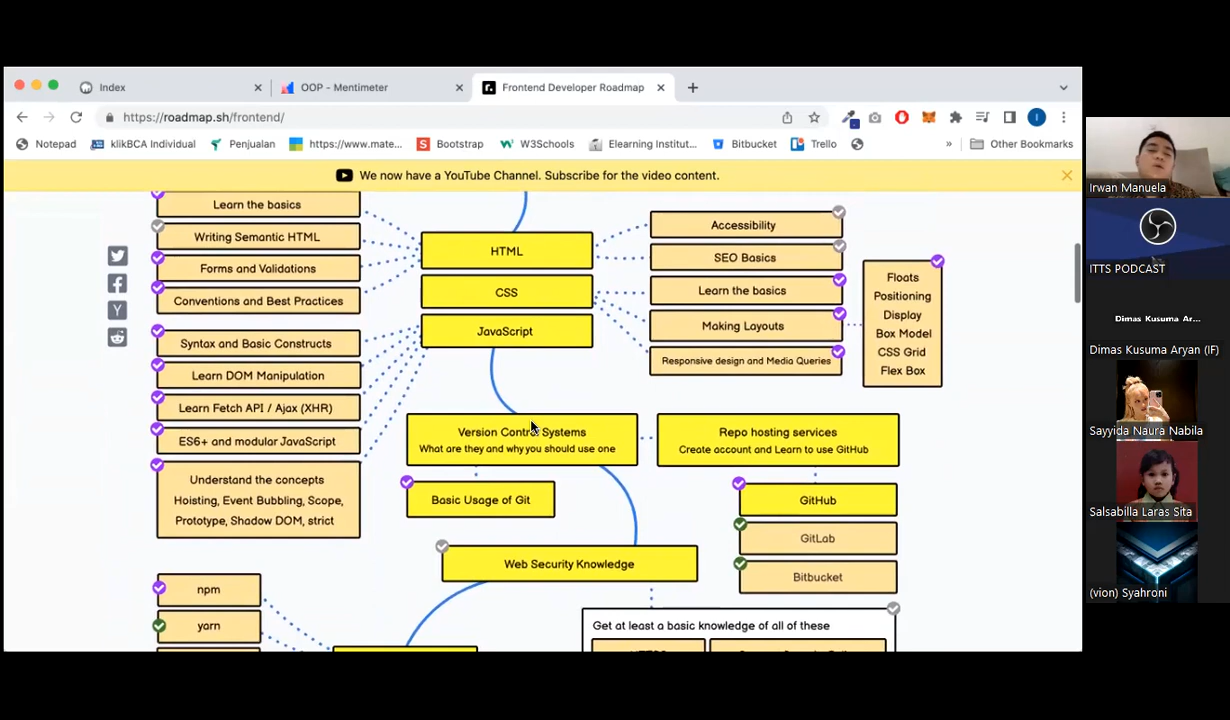 Index
OOP - Mentimeter
Frontend Developer Roadmap
https://roadmap.sh/frontend/
Notepad
klikBCA Individual
Penjualan
https://www.mate...
Bootstrap
W3Schools
Elearning Institut...
Bitbucket
Trello
»
Other Bookmarks
We now have a YouTube Channel. Subscribe for the video content.
Learn the basics
Writing Semantic HTML
Forms and Validations
Conventions and Best Practices
HTML
CSS
JavaScript
Accessibility
SEO Basics
Learn the basics
Making Layouts
Responsive design and Media Queries
Floats
Positioning
Display
Box Model
CSS Grid
Flex Box
Syntax and Basic Constructs
Learn DOM Manipulation
Learn Fetch API / Ajax (XHR)
ES6+ and modular JavaScript
Understand the concepts
Hoisting, Event Bubbling, Scope,
Prototype, Shadow DOM, strict
Version Control Systems
What are they and why you should use one
Repo hosting services
Create account and Learn to use GitHub
Basic Usage of Git
GitHub
GitLab
Bitbucket
Web Security Knowledge
npm
yarn
Get at least a basic knowledge of all of these
Irwan Manuela
ITTS PODCAST
Dimas Kusuma Ar...
Dimas Kusuma Aryan (IF)
Sayyida Naura Nabila
Salsabilla Laras Sita
(vion) Syahroni